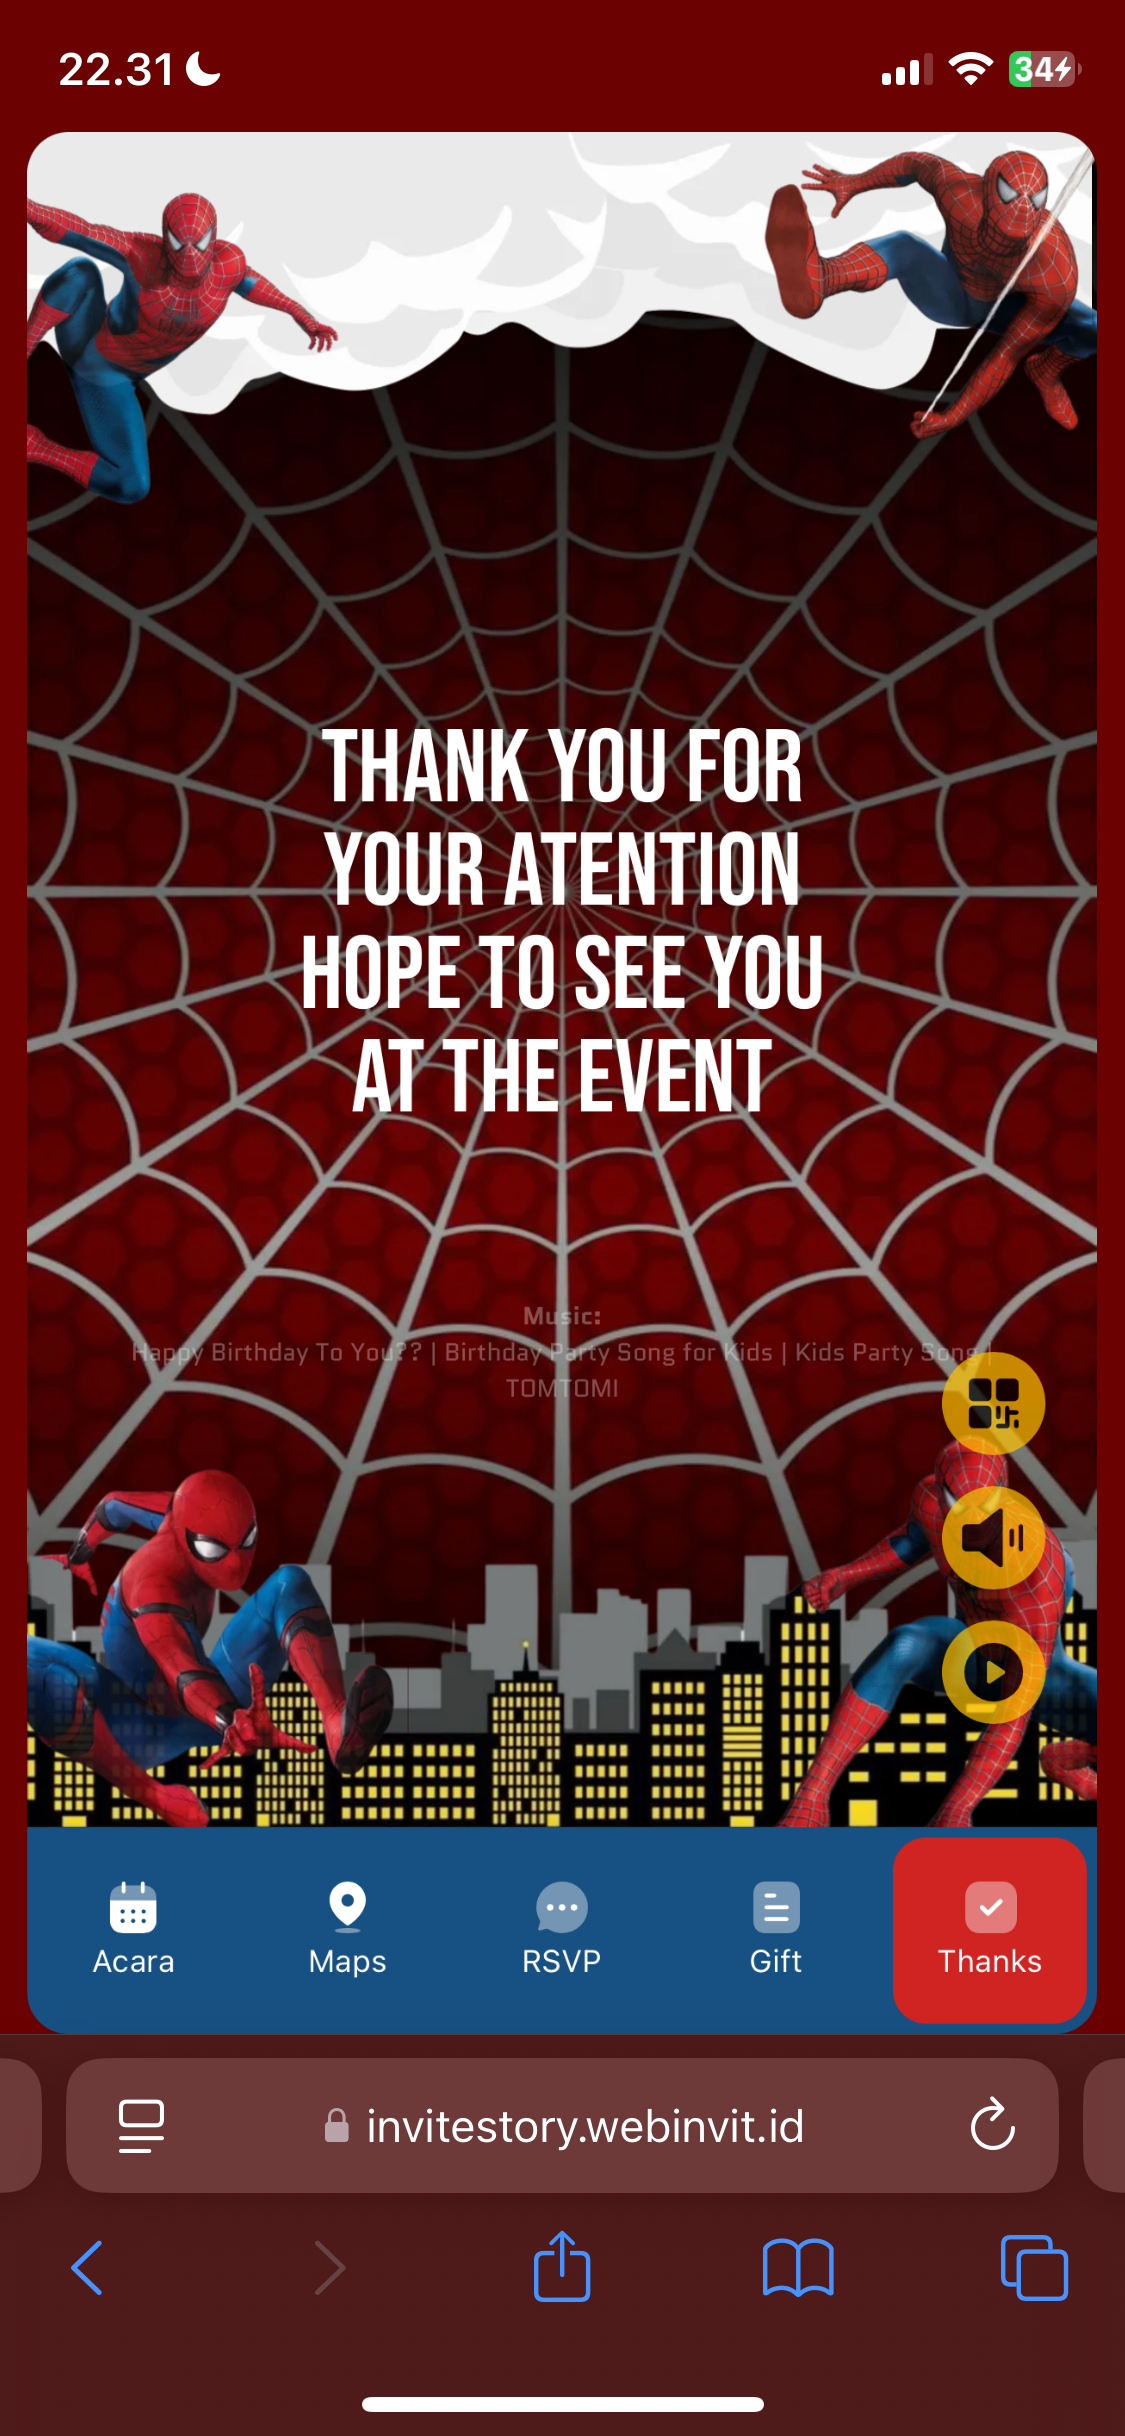 22.31
34
THANK YOU FOR
YOUR ATENTION
HOPE TO SEE YOU
AT THE EVENT
Music:
Happy Birthday To You?? | Birthday Party Song for Kids | Kids Party Song |
TOMTOMI
Acara
Maps
RSVP
Gift
Thanks
invitestory.webinvit.id